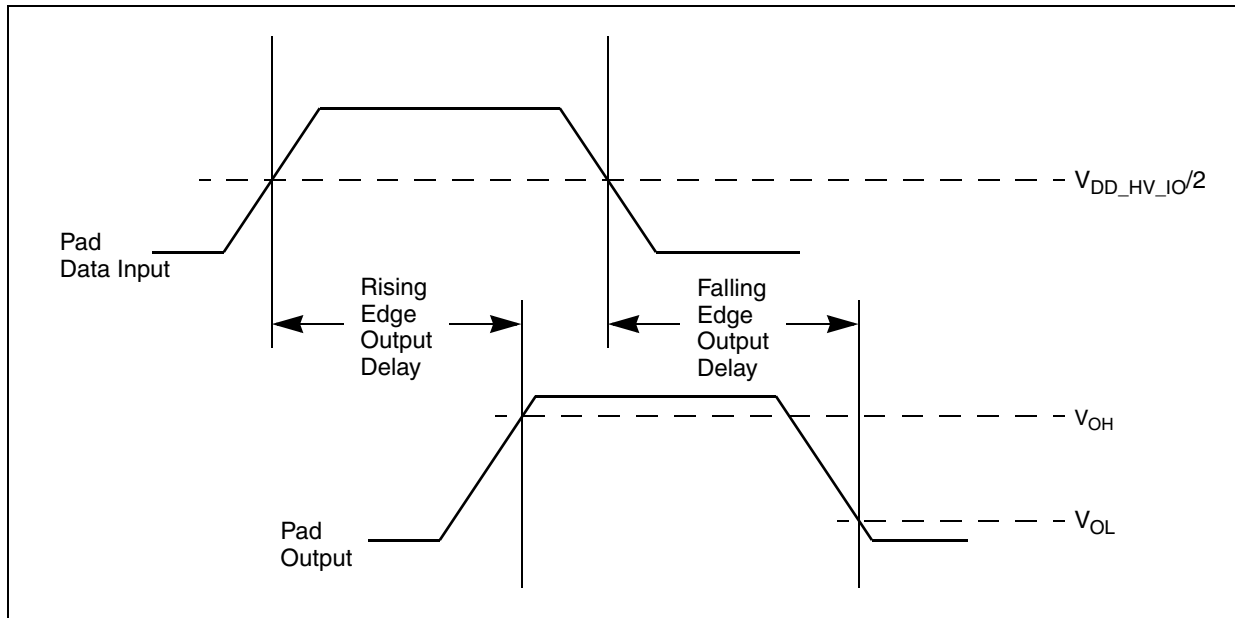 V_DD_HV_IO/2
Pad
Data Input
Rising
Edge
Output
Delay
Falling
Edge
Output
Delay
V_OH
V_OL
Pad
Output